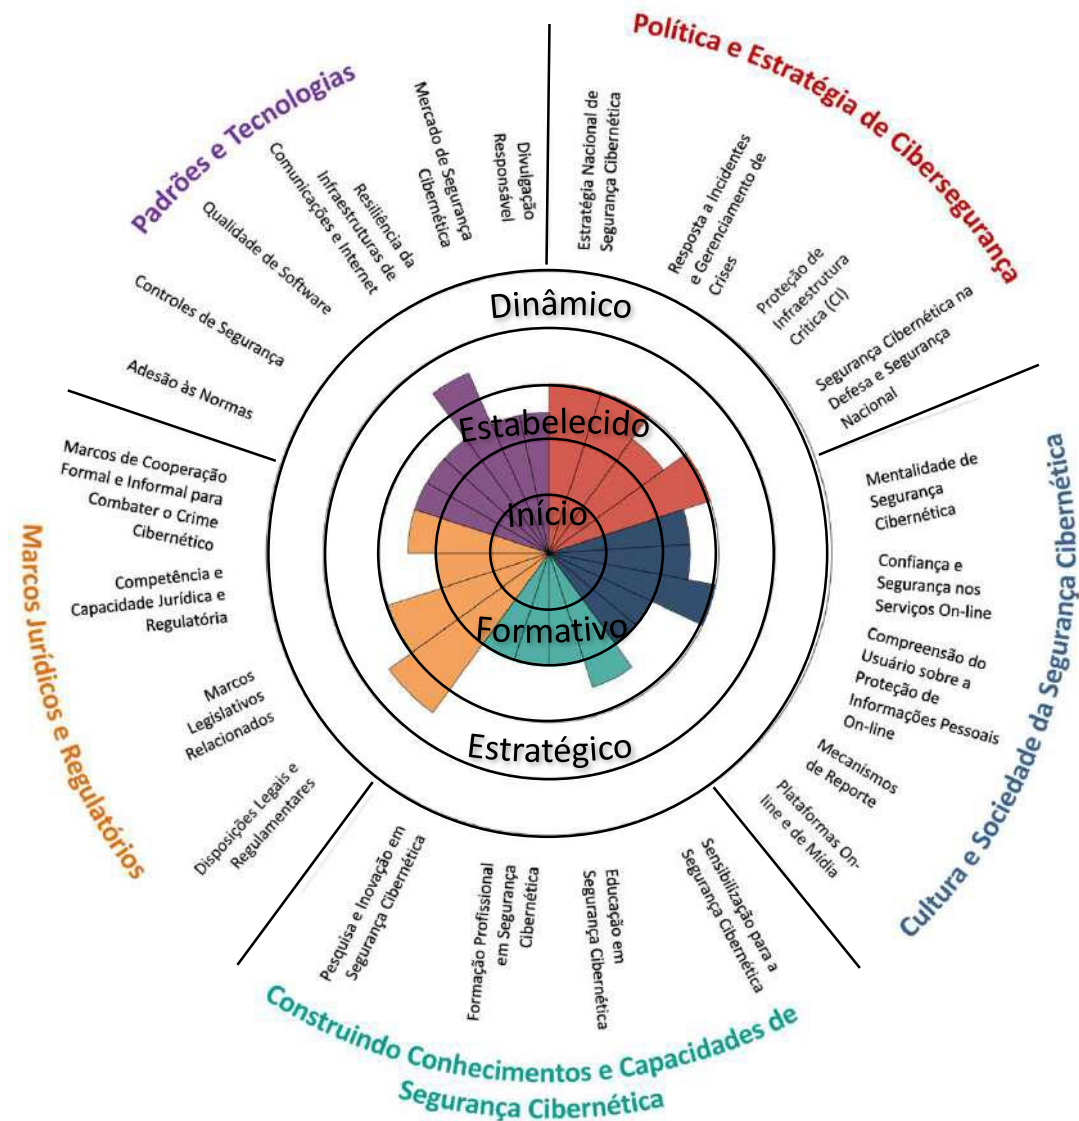 Política e Estratégia de Cibersegurança
Estratégia Nacional de
Segurança Cibernética
Resposta a Incidentes
e Gerenciamento de
Crises
Proteção de
Infraestrutura
Crítica (CI)
Segurança Cibernética na
Defesa e Segurança
Nacional
Cultura e Sociedade da Segurança Cibernética
Mentalidade de
Segurança
Cibernética
Confiança e
Segurança nos
Serviços On-line
Compreensão do
Usuário sobre a
Proteção de
Informações Pessoais
On-line
Mecanismos
de Reporte
Plataformas On-
line e de Mídia
Construindo Conhecimentos e Capacidades de
Segurança Cibernética
Sensibilização para a
Segurança Cibernética
Educação em
Segurança Cibernética
Formação Profissional
em Segurança
Cibernética
Pesquisa e Inovação em
Segurança Cibernética
Marcos Jurídicos e Regulatórios
Disposições Legais e
Regulamentares
Marcos
Legislativos
Relacionados
Competência e
Capacidade Jurídica e
Regulatória
Marcos de Cooperação
Formal e Informal para
Combater o Crime
Cibernético
Padrões e Tecnologias
Adesão às Normas
Controles de Segurança
Qualidade de Software
Resiliência da
Infraestruturas de
Comunicações e Internet
Mercado de Segurança
Cibernética
Divulgação
Responsável
Dinâmico
Estabelecido
Início
Formativo
Estratégico